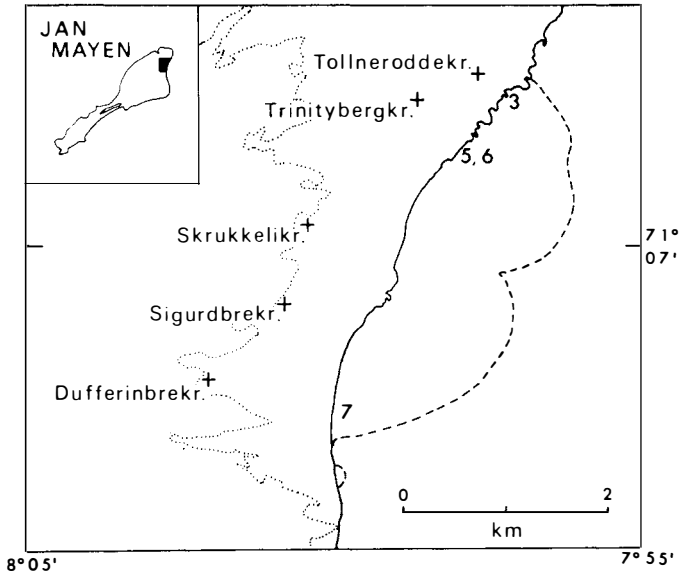 JAN
MAYEN
Tollneroddekr.
Trinitybergkr.
3
5, 6
Skrukkelikr.
71°
07'
Sigurdbrekr.
Dufferinbrekr.
7
0 2
km
8°05'
7°55'